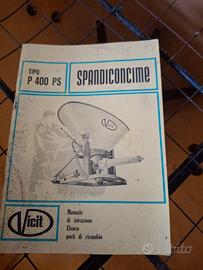 TIPO
P 400 PS
SPANDICONCIME
Vicit
Manuale
di istruzione
Elenco
parti di ricambio
subito